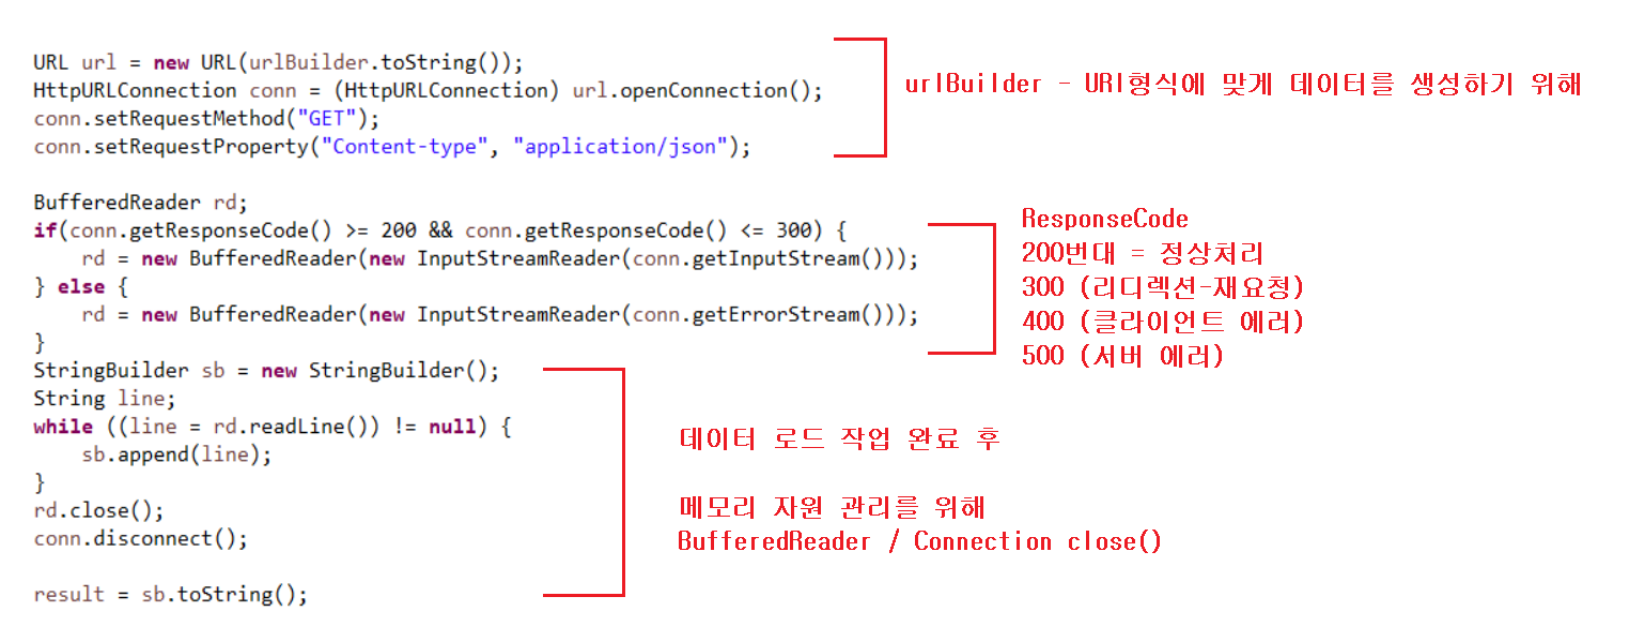 URL url = new URL(urlBuilder.toString());
HttpURLConnection conn = (HttpURLConnection) url.openConnection();
conn.setRequestMethod("GET");
conn.setRequestProperty("Content-type", "application/json");
urlBuilder - URl형식에 맞게 데이터를 생성하기 위해
BufferedReader rd;
if(conn.getResponseCode() >= 200 && conn.getResponseCode() <= 300) {
rd = new BufferedReader(new InputStreamReader(conn.getInputStream()));
} else {
rd = new BufferedReader(new InputStreamReader(conn.getErrorStream()));
}
ResponseCode
200번대 = 정상처리
300 (리디렉션-재요청)
400 (클라이언트 에러)
500 (서버 에러)
StringBuilder sb = new StringBuilder();
String line;
while ((line = rd.readLine()) != null) {
sb.append(line);
}
rd.close();
conn.disconnect();
result = sb.toString();
데이터 로드 작업 완료 후
메모리 자원 관리를 위해
BufferedReader / Connection close()